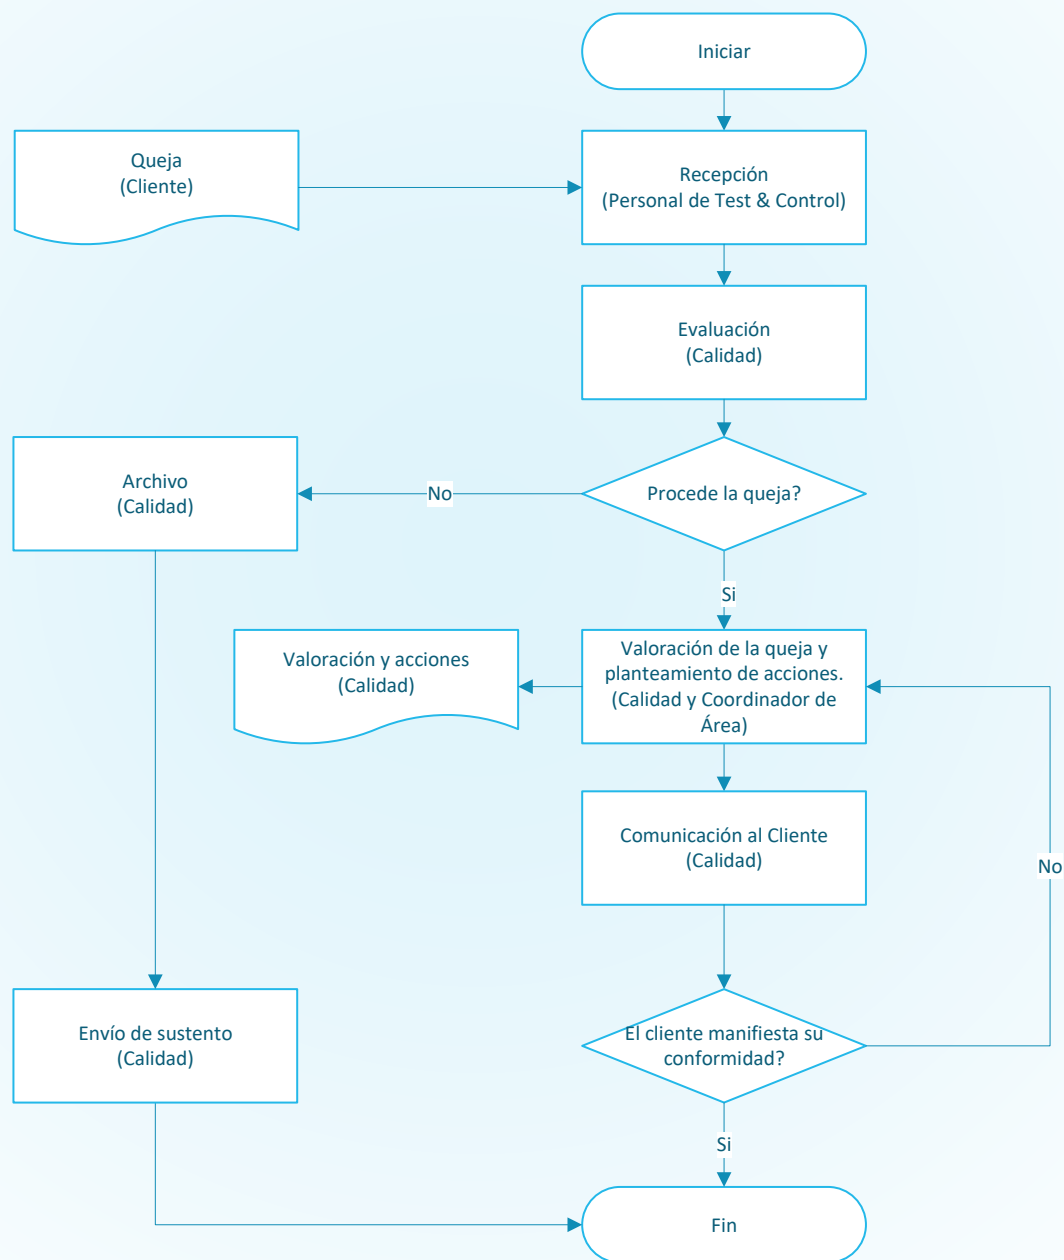 Iniciar
Queja
(Cliente)
Recepción
(Personal de Test & Control)
Evaluación
(Calidad)
Archivo
(Calidad)
No
Procede la queja?
Si
Valoración y acciones
(Calidad)
Valoración de la queja y
planteamiento de acciones.
(Calidad y Coordinador de
Área)
Comunicación al Cliente
(Calidad)
No
Envío de sustento
(Calidad)
El cliente manifiesta su
conformidad?
Si
Fin